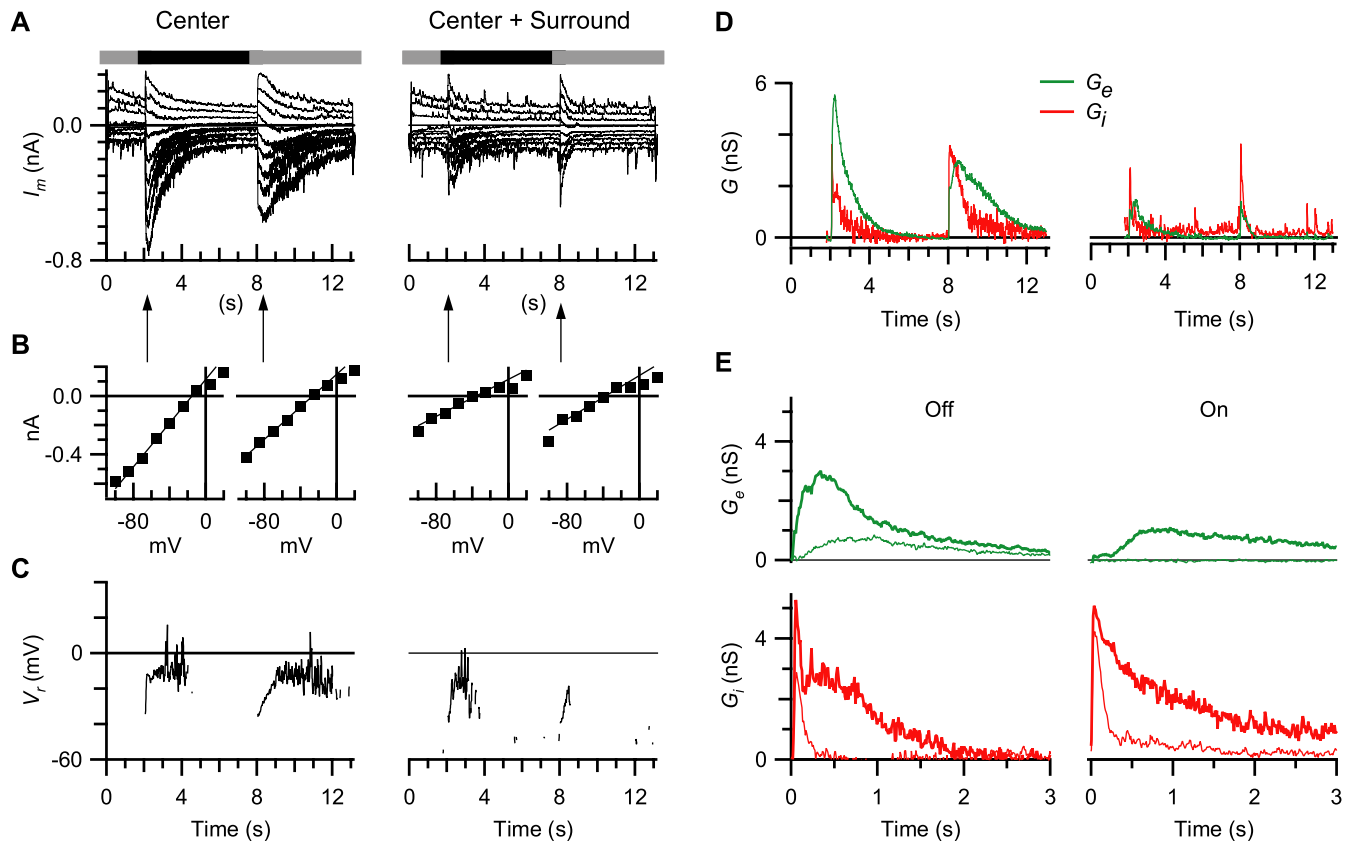 A
Center
Center + Surround
0.0
-0.8
I_m (nA)
0
4
8
12
(s)
0
4
8
12
(s)
B
0.0
-0.4
nA
-80
0
-80
0
-80
0
-80
0
mV
mV
mV
mV
C
0
-60
V_r (mV)
0
4
8
12
0
4
8
12
Time (s)
Time (s)
D
G_e
G_i
6
0
G (nS)
0
4
8
12
0
4
8
12
Time (s)
Time (s)
E
Off
On
4
0
G_e (nS)
4
0
G_i (nS)
0
1
2
3
0
1
2
3
Time (s)
Time (s)